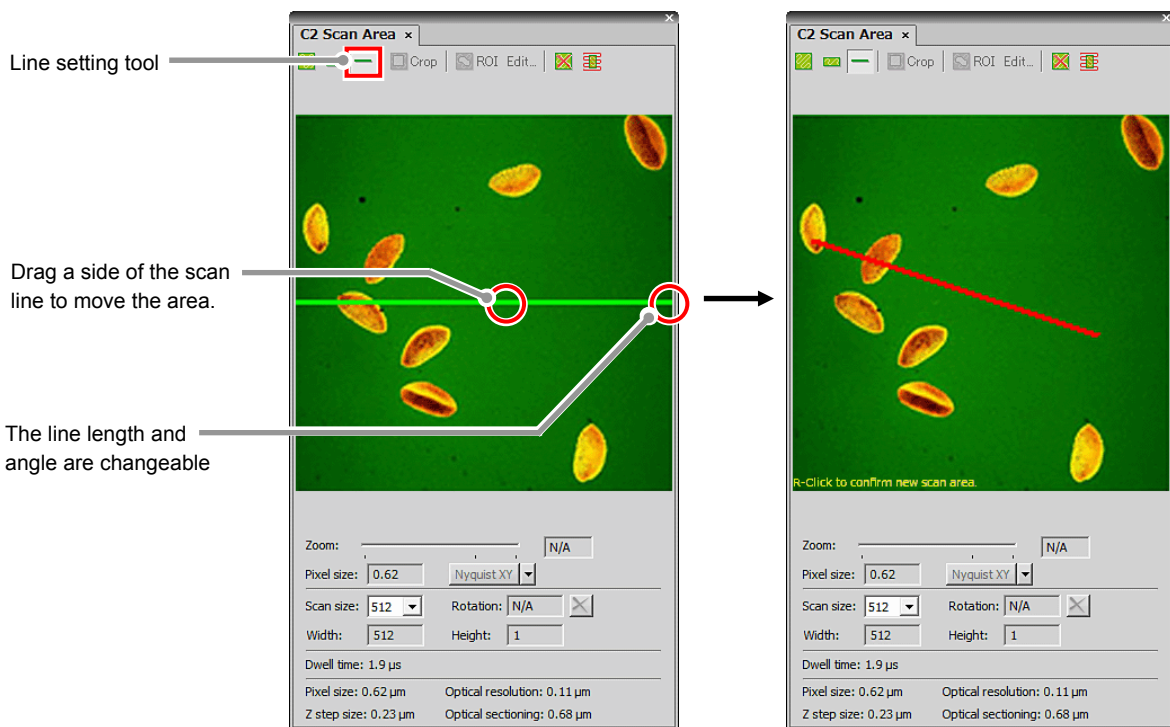 Line setting tool
Drag a side of the scan
line to move the area.
The line length and
angle are changeable
C2 Scan Area ×
Crop ROI Edit...
Zoom: N/A
Pixel size: 0.62 Nyquist XY
Scan size: 512 Rotation: N/A
Width: 512 Height: 1
Dwell time: 1.9 µs
Pixel size: 0.62 µm Optical resolution: 0.11 µm
Z step size: 0.23 µm Optical sectioning: 0.68 µm
C2 Scan Area ×
Crop ROI Edit...
R-Click to confirm new scan area.
Zoom: N/A
Pixel size: 0.62 Nyquist XY
Scan size: 512 Rotation: N/A
Width: 512 Height: 1
Dwell time: 1.9 µs
Pixel size: 0.62 µm Optical resolution: 0.11 µm
Z step size: 0.23 µm Optical sectioning: 0.68 µm